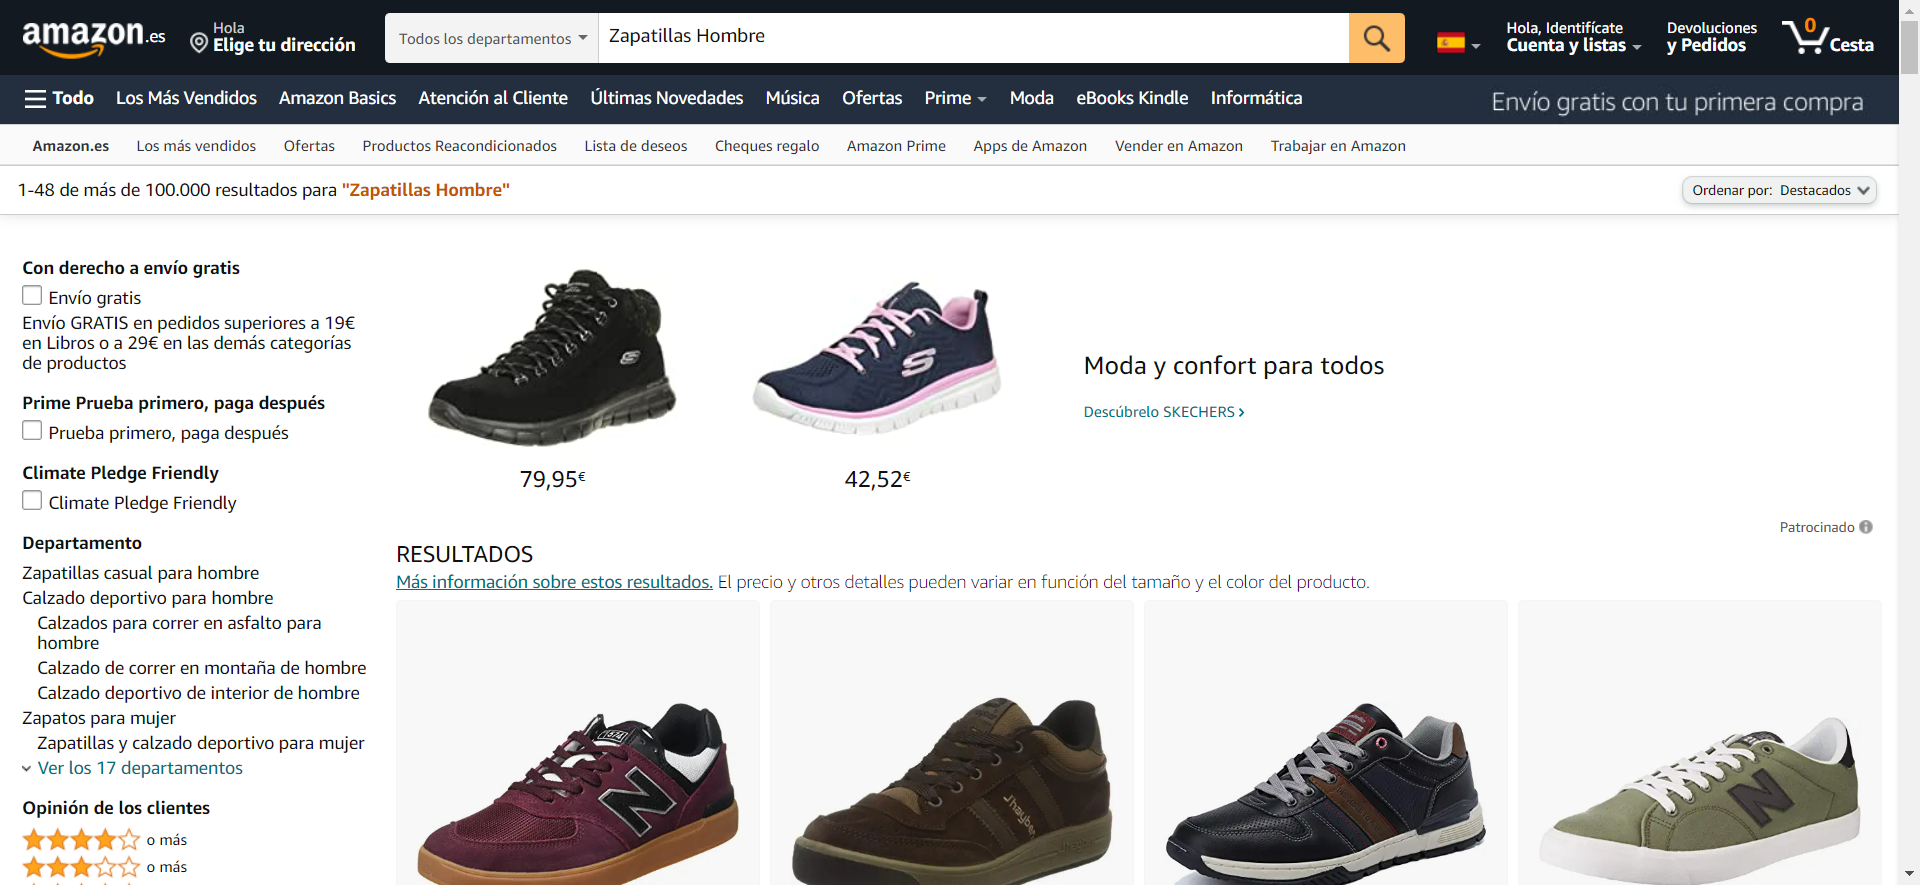 amazon.es
Hola
Elige tu dirección
Todos los departamentos
Zapatillas Hombre
Hola, Identifícate
Cuenta y listas
Devoluciones
y Pedidos
0
Cesta
Todo
Los Más Vendidos
Amazon Basics
Atención al Cliente
Últimas Novedades
Música
Ofertas
Prime
Moda
eBooks Kindle
Informática
Envío gratis con tu primera compra
Amazon.es
Los más vendidos
Ofertas
Productos Reacondicionados
Lista de deseos
Cheques regalo
Amazon Prime
Apps de Amazon
Vender en Amazon
Trabajar en Amazon
1-48 de más de 100.000 resultados para "Zapatillas Hombre"
Ordenar por: Destacados
Con derecho a envío gratis
Envío gratis
Envío GRATIS en pedidos superiores a 19€
en Libros o a 29€ en las demás categorías
de productos
Prime Prueba primero, paga después
Prueba primero, paga después
Climate Pledge Friendly
Climate Pledge Friendly
Departamento
Zapatillas casual para hombre
Calzado deportivo para hombre
Calzados para correr en asfalto para
hombre
Calzado de correr en montaña de hombre
Calzado deportivo de interior de hombre
Zapatos para mujer
Zapatillas y calzado deportivo para mujer
Ver los 17 departamentos
Opinión de los clientes
o más
o más
79,95€
42,52€
Moda y confort para todos
Descúbrelo SKECHERS ›
Patrocinado
RESULTADOS
Más información sobre estos resultados. El precio y otros detalles pueden variar en función del tamaño y el color del producto.
574
N
J'hayber
N